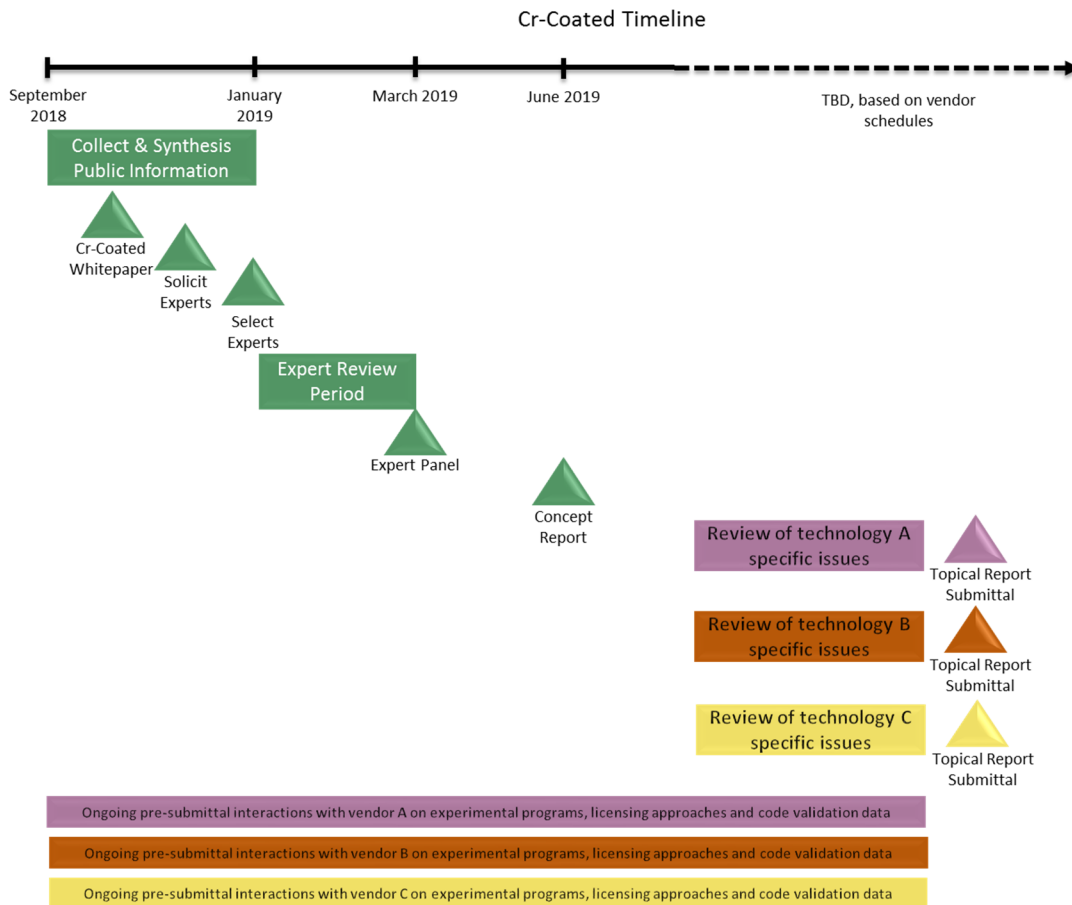 Cr-Coated Timeline
September
2018
January
2019
March 2019
June 2019
TBD, based on vendor
schedules
Collect & Synthesis
Public Information
Cr-Coated
Whitepaper
Solicit
Experts
Select
Experts
Expert Review
Period
Expert Panel
Concept
Report
Review of technology A
specific issues
Topical Report
Submittal
Review of technology B
specific issues
Topical Report
Submittal
Review of technology C
specific issues
Topical Report
Submittal
Ongoing pre-submittal interactions with vendor A on experimental programs, licensing approaches and code validation data
Ongoing pre-submittal interactions with vendor B on experimental programs, licensing approaches and code validation data
Ongoing pre-submittal interactions with vendor C on experimental programs, licensing approaches and code validation data